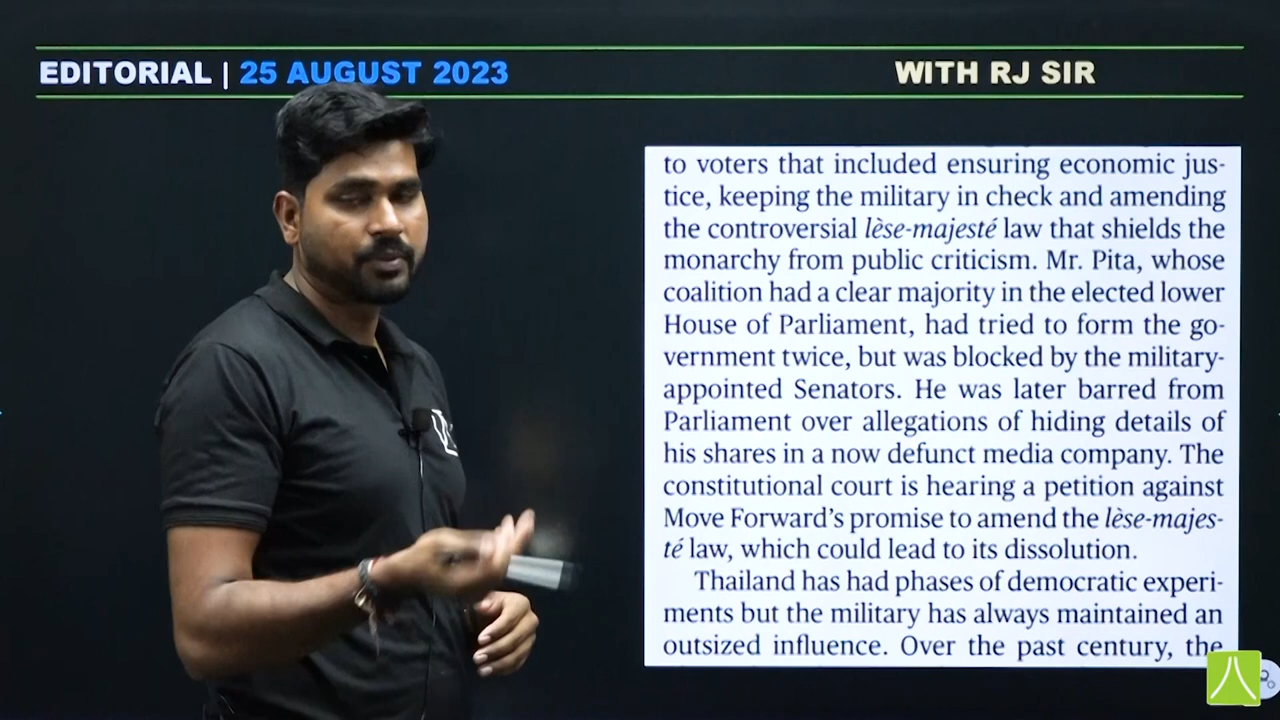 EDITORIAL | 25 AUGUST 2023
WITH RJ SIR
to voters that included ensuring economic jus-
tice, keeping the military in check and amending
the controversial lèse-majesté law that shields the
monarchy from public criticism. Mr. Pita, whose
coalition had a clear majority in the elected lower
House of Parliament, had tried to form the go-
vernment twice, but was blocked by the military-
appointed Senators. He was later barred from
Parliament over allegations of hiding details of
his shares in a now defunct media company. The
constitutional court is hearing a petition against
Move Forward’s promise to amend the lèse-majes-
té law, which could lead to its dissolution.
Thailand has had phases of democratic experi-
ments but the military has always maintained an
outsized influence. Over the past century, the